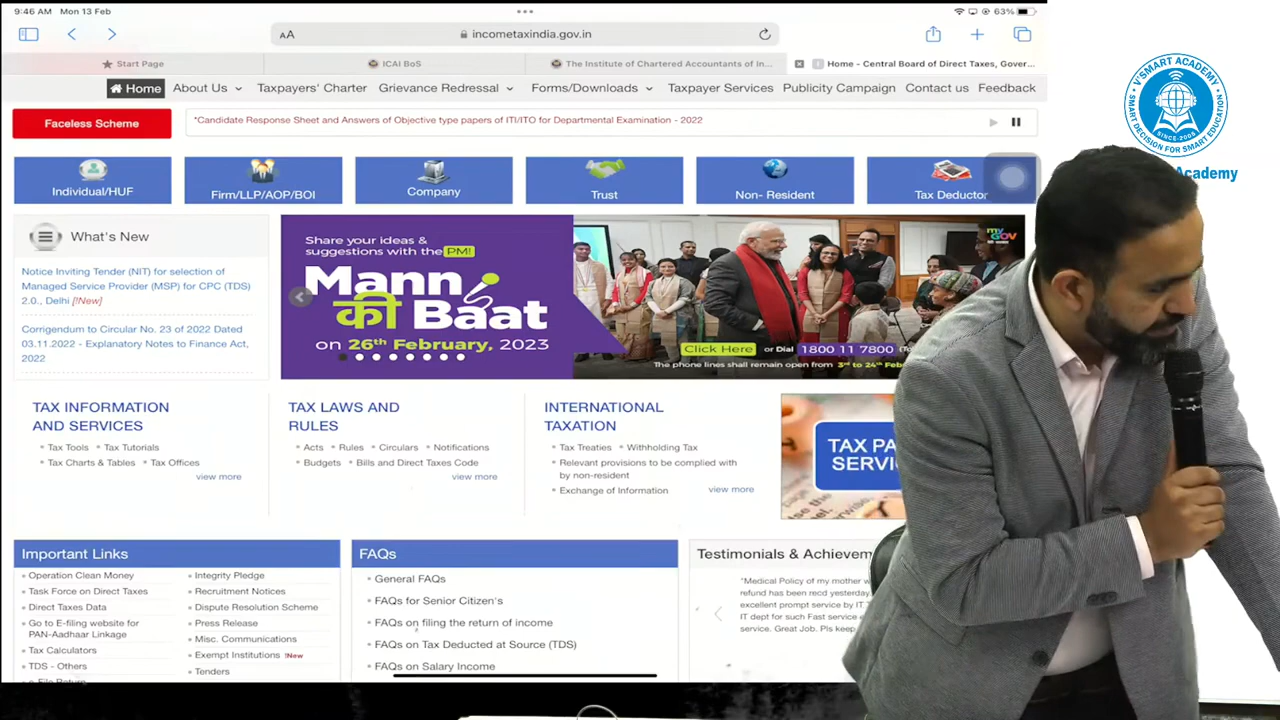 9:46 AM Mon 13 Feb
63%
AA
incometaxindia.gov.in
Start Page
ICAI BoS
The Institute of Chartered Accountants of In...
Home - Central Board of Direct Taxes, Gover...
Home
About Us
Taxpayers' Charter
Grievance Redressal
Forms/Downloads
Taxpayer Services
Publicity Campaign
Contact us
Feedback
Faceless Scheme
*Candidate Response Sheet and Answers of Objective type papers of ITI/ITO for Departmental Examination - 2022
Individual/HUF
Firm/LLP/AOP/BOI
Company
Trust
Non- Resident
Tax Deductor
V'SMART ACADEMY
SMART DECISION FOR SMART EDUCATION
SINCE-2008
Academy
What's New
Notice Inviting Tender (NIT) for selection of
Managed Service Provider (MSP) for CPC (TDS)
2.0., Delhi [!New]
Corrigendum to Circular No. 23 of 2022 Dated
03.11.2022 - Explanatory Notes to Finance Act,
2022
Share your ideas &
suggestions with the PM!
Mann
की Baat
on 26th February, 2023
my
GOV
Click Here or Dial 1800 11 7800
The phone lines shall remain open from 3rd to 24th
TAX INFORMATION
AND SERVICES
Tax Tools
Tax Tutorials
Tax Charts & Tables
Tax Offices
view more
TAX LAWS AND
RULES
Acts
Rules
Circulars
Notifications
Budgets
Bills and Direct Taxes Code
view more
INTERNATIONAL
TAXATION
Tax Treaties
Withholding Tax
Relevant provisions to be complied with
by non-resident
Exchange of Information
view more
TAX PA
SERVIC
Important Links
Operation Clean Money
Task Force on Direct Taxes
Direct Taxes Data
Go to E-filing website for
PAN-Aadhaar Linkage
Tax Calculators
TDS - Others
Integrity Pledge
Recruitment Notices
Dispute Resolution Scheme
Press Release
Misc. Communications
Exempt Institutions !New
Tenders
FAQs
General FAQs
FAQs for Senior Citizen's
FAQs on filing the return of income
FAQs on Tax Deducted at Source (TDS)
FAQs on Salary Income
Testimonials & Achievem
"Medical Policy of my mother
refund has been recd yesterday.
excellent prompt service by IT
IT dept for such Fast service
service. Great Job. Pls keep